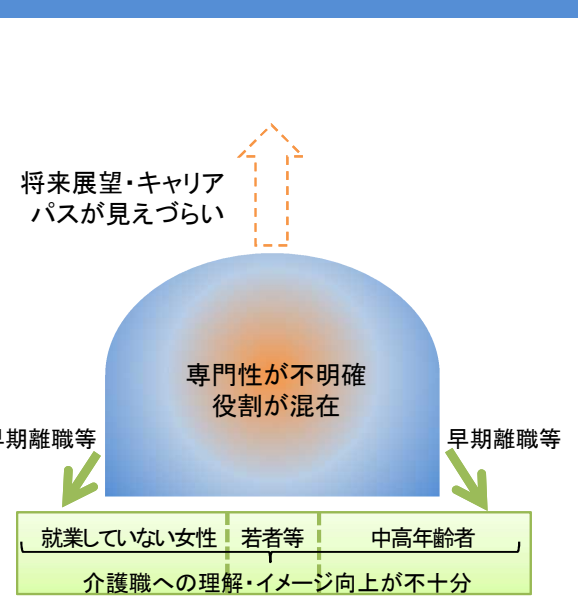 将来展望・キャリア
パスが見えづらい
専門性が不明確
役割が混在
早期離職等
早期離職等
就業していない女性
若者等
中高年齢者
介護職への理解・イメージ向上が不十分